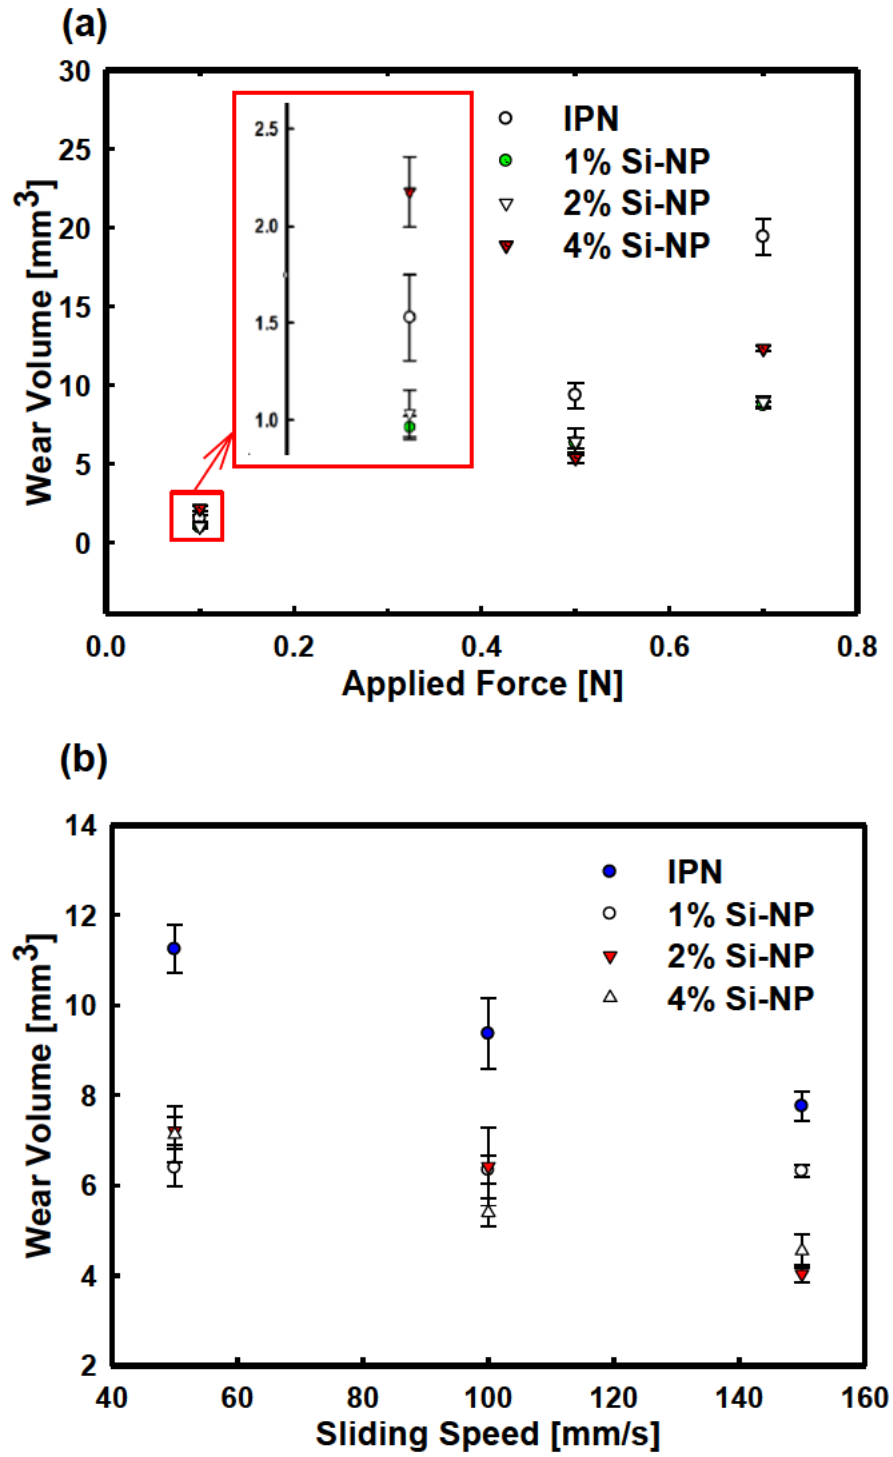 (a)
30
25
20
15
10
5
0
Wear Volume [mm³]
2.5
2.0
1.5
1.0
IPN
1% Si-NP
2% Si-NP
4% Si-NP
0.0 0.2 0.4 0.6 0.8
Applied Force [N]
(b)
14
12
10
8
6
4
2
Wear Volume [mm³]
IPN
1% Si-NP
2% Si-NP
4% Si-NP
40 60 80 100 120 140 160
Sliding Speed [mm/s]